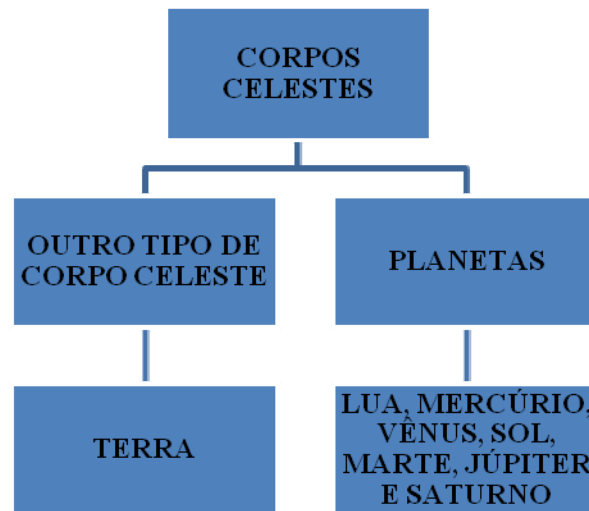 CORPOS
CELESTES
OUTRO TIPO DE
CORPO CELESTE
PLANETAS
TERRA
LUA, MERCÚRIO,
VÊNUS, SOL,
MARTE, JÚPITER
E SATURNO